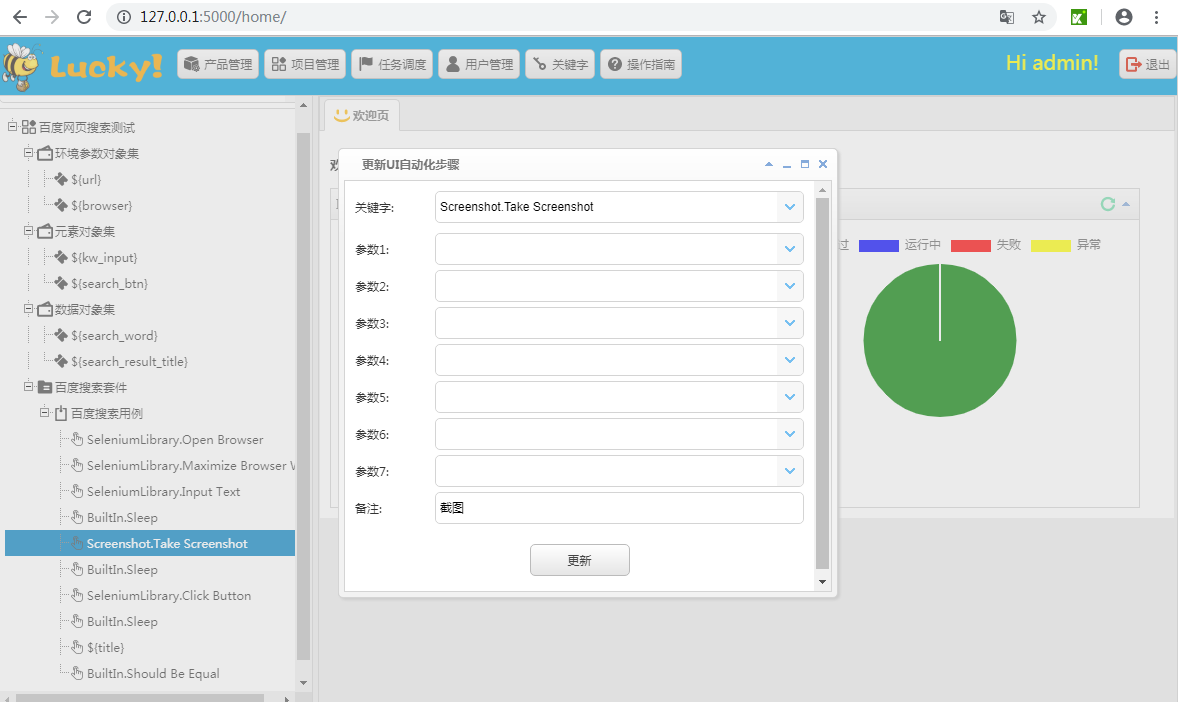 127.0.0.1:5000/home/
Lucky!
产品管理
项目管理
任务调度
用户管理
关键字
操作指南
Hi admin!
退出
百度网页搜索测试
环境参数对象集
${url}
${browser}
元素对象集
${kw_input}
${search_btn}
数据对象集
${search_word}
${search_result_title}
百度搜索套件
百度搜索用例
SeleniumLibrary.Open Browser
SeleniumLibrary.Maximize Browser
SeleniumLibrary.Input Text
BuiltIn.Sleep
Screenshot.Take Screenshot
BuiltIn.Sleep
SeleniumLibrary.Click Button
BuiltIn.Sleep
${title}
BuiltIn.Should Be Equal
欢迎页
更新UI自动化步骤
关键字:
Screenshot.Take Screenshot
参数1:
参数2:
参数3:
参数4:
参数5:
参数6:
参数7:
备注:
截图
更新
过
运行中
失败
异常